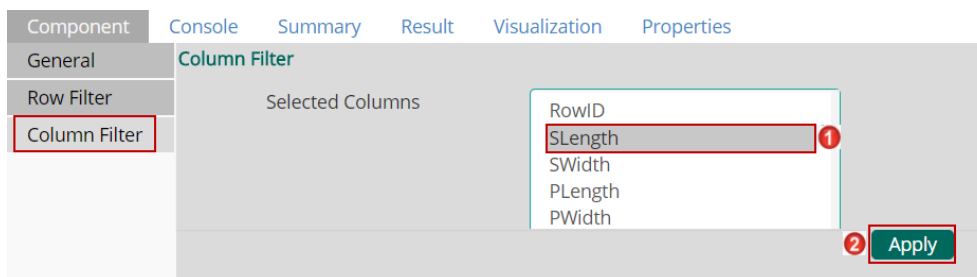 Component Console Summary Result Visualization Properties
General
Column Filter
Row Filter
Column Filter
Selected Columns
RowID
SLength 1
SWidth
PLength
PWidth
2 Apply